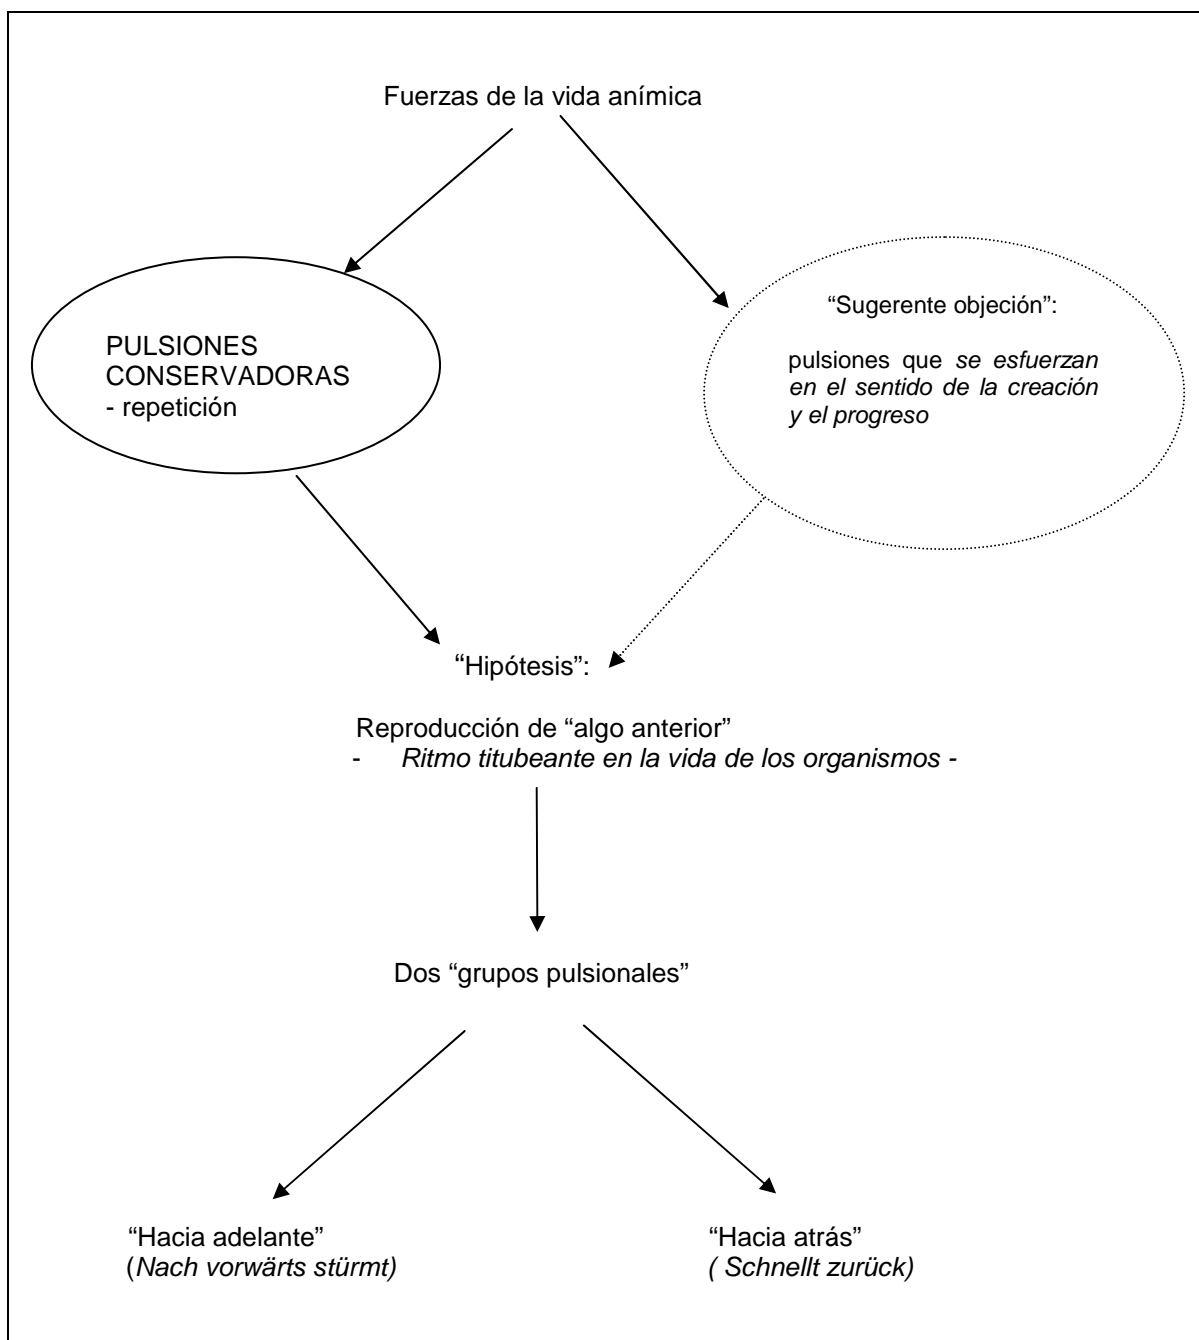 Fuerzas de la vida anímica
PULSIONES
CONSERVADORAS
- repetición
“Sugerente objeción”:
pulsiones que se esfuerzan
en el sentido de la creación
y el progreso
“Hipótesis”:
Reproducción de “algo anterior”
- Ritmo titubeante en la vida de los organismos -
Dos “grupos pulsionales”
“Hacia adelante”
(Nach vorwärts stürmt)
“Hacia atrás”
( Schnellt zurück)